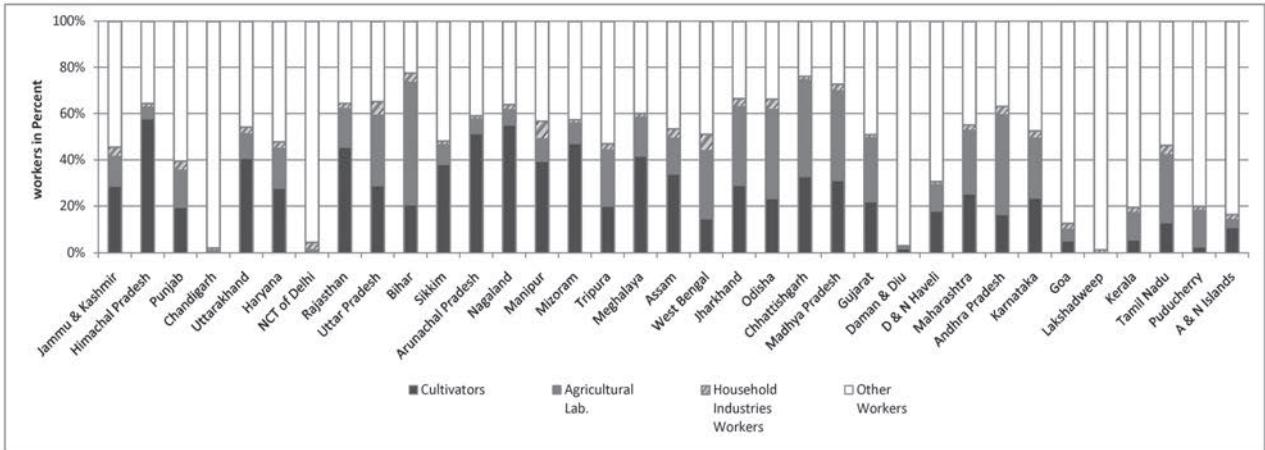 100%
80%
60%
40%
20%
0%
workers in Percent
Jammu & Kashmir
Himachal Pradesh
Punjab
Chandigarh
Uttarakhand
Haryana
NCT of Delhi
Rajasthan
Uttar Pradesh
Bihar
Sikkim
Arunachal Pradesh
Nagaland
Manipur
Mizoram
Tripura
Meghalaya
Assam
West Bengal
Jharkhand
Odisha
Chhattisgarh
Madhya Pradesh
Gujarat
Daman & Diu
D & N Haveli
Maharashtra
Andhra Pradesh
Karnataka
Goa
Lakshadweep
Kerala
Tamil Nadu
Puducherry
A & N Islands
Cultivators
Agricultural
Lab.
Household
Industries
Workers
Other
Workers